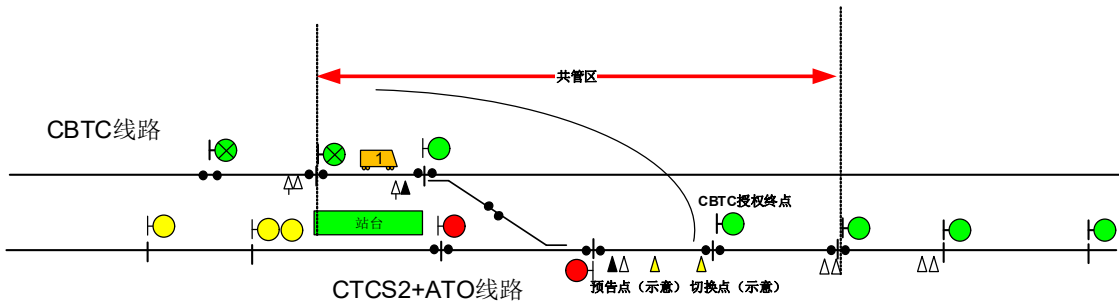 共管区
CBTC线路
1
CBTC授权终点
站台
预告点（示意）
切换点（示意）
CTCS2+ATO线路